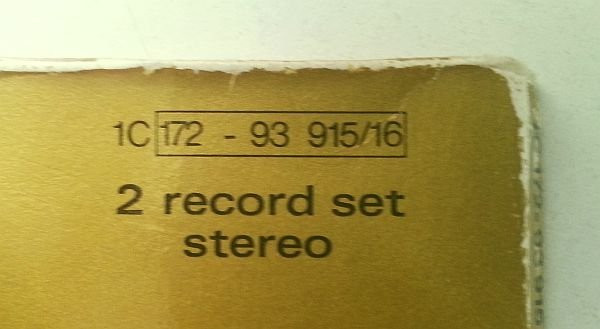 1C 172 - 93 915/16
2 record set
stereo